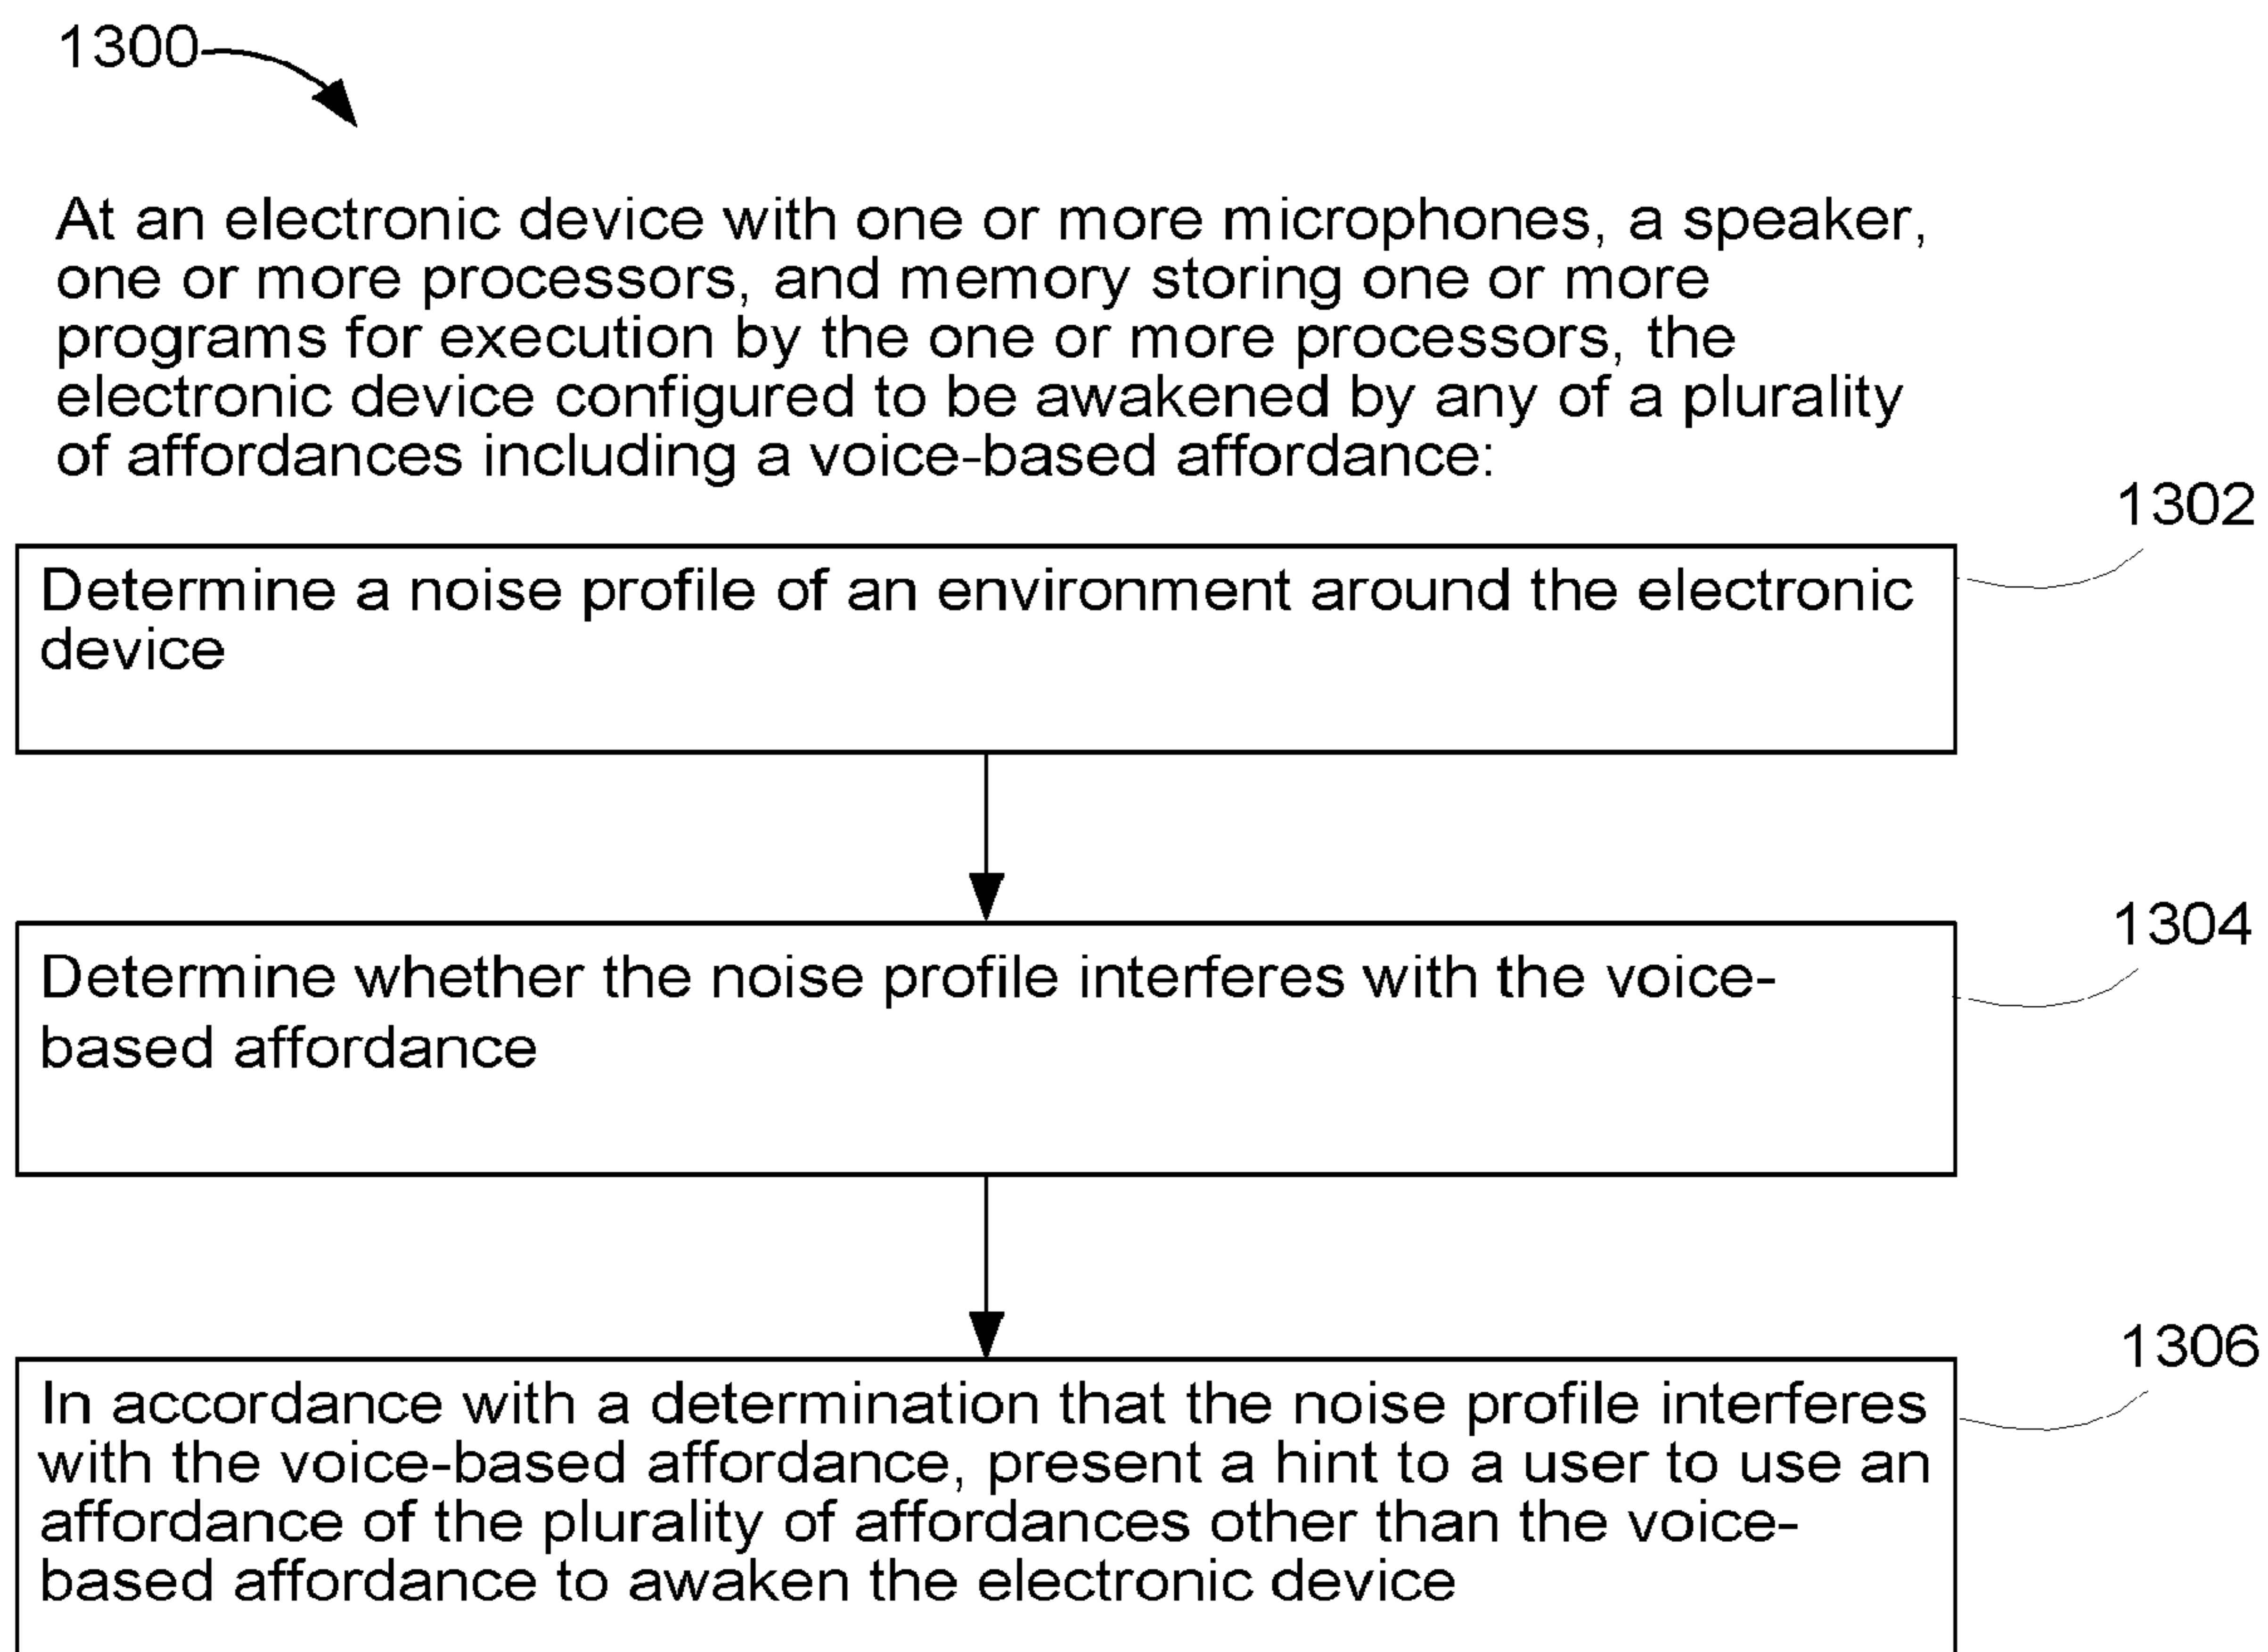 1300
At an electronic device with one or more microphones, a speaker,
one or more processors, and memory storing one or more
programs for execution by the one or more processors, the
electronic device configured to be awakened by any of a plurality
of affordances including a voice-based affordance:
1302
Determine a noise profile of an environment around the electronic
device
1304
Determine whether the noise profile interferes with the voice-
based affordance
1306
In accordance with a determination that the noise profile interferes
with the voice-based affordance, present a hint to a user to use an
affordance of the plurality of affordances other than the voice-
based affordance to awaken the electronic device